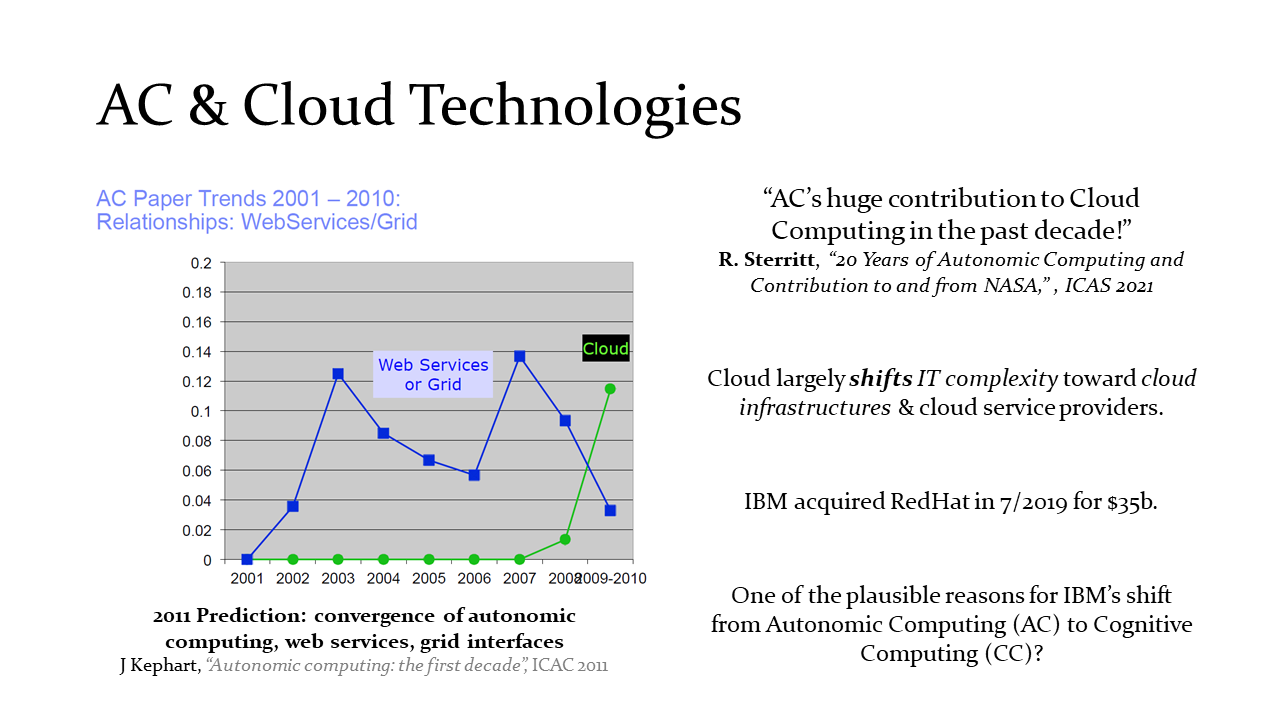 AC & Cloud Technologies
AC Paper Trends 2001 – 2010:
Relationships: WebServices/Grid
0.2
0.18
0.16
0.14
0.12
0.1
0.08
0.06
0.04
0.02
0
Web Services
or Grid
Cloud
2001 2002 2003 2004 2005 2006 2007 2008 2009-2010
2011 Prediction: convergence of autonomic
computing, web services, grid interfaces
J Kephart, “Autonomic computing: the first decade”, ICAC 2011
“AC’s huge contribution to Cloud
Computing in the past decade!”
R. Sterritt, “20 Years of Autonomic Computing and
Contribution to and from NASA,” , ICAS 2021
Cloud largely shifts IT complexity toward cloud
infrastructures & cloud service providers.
IBM acquired RedHat in 7/2019 for $35b.
One of the plausible reasons for IBM’s shift
from Autonomic Computing (AC) to Cognitive
Computing (CC)?